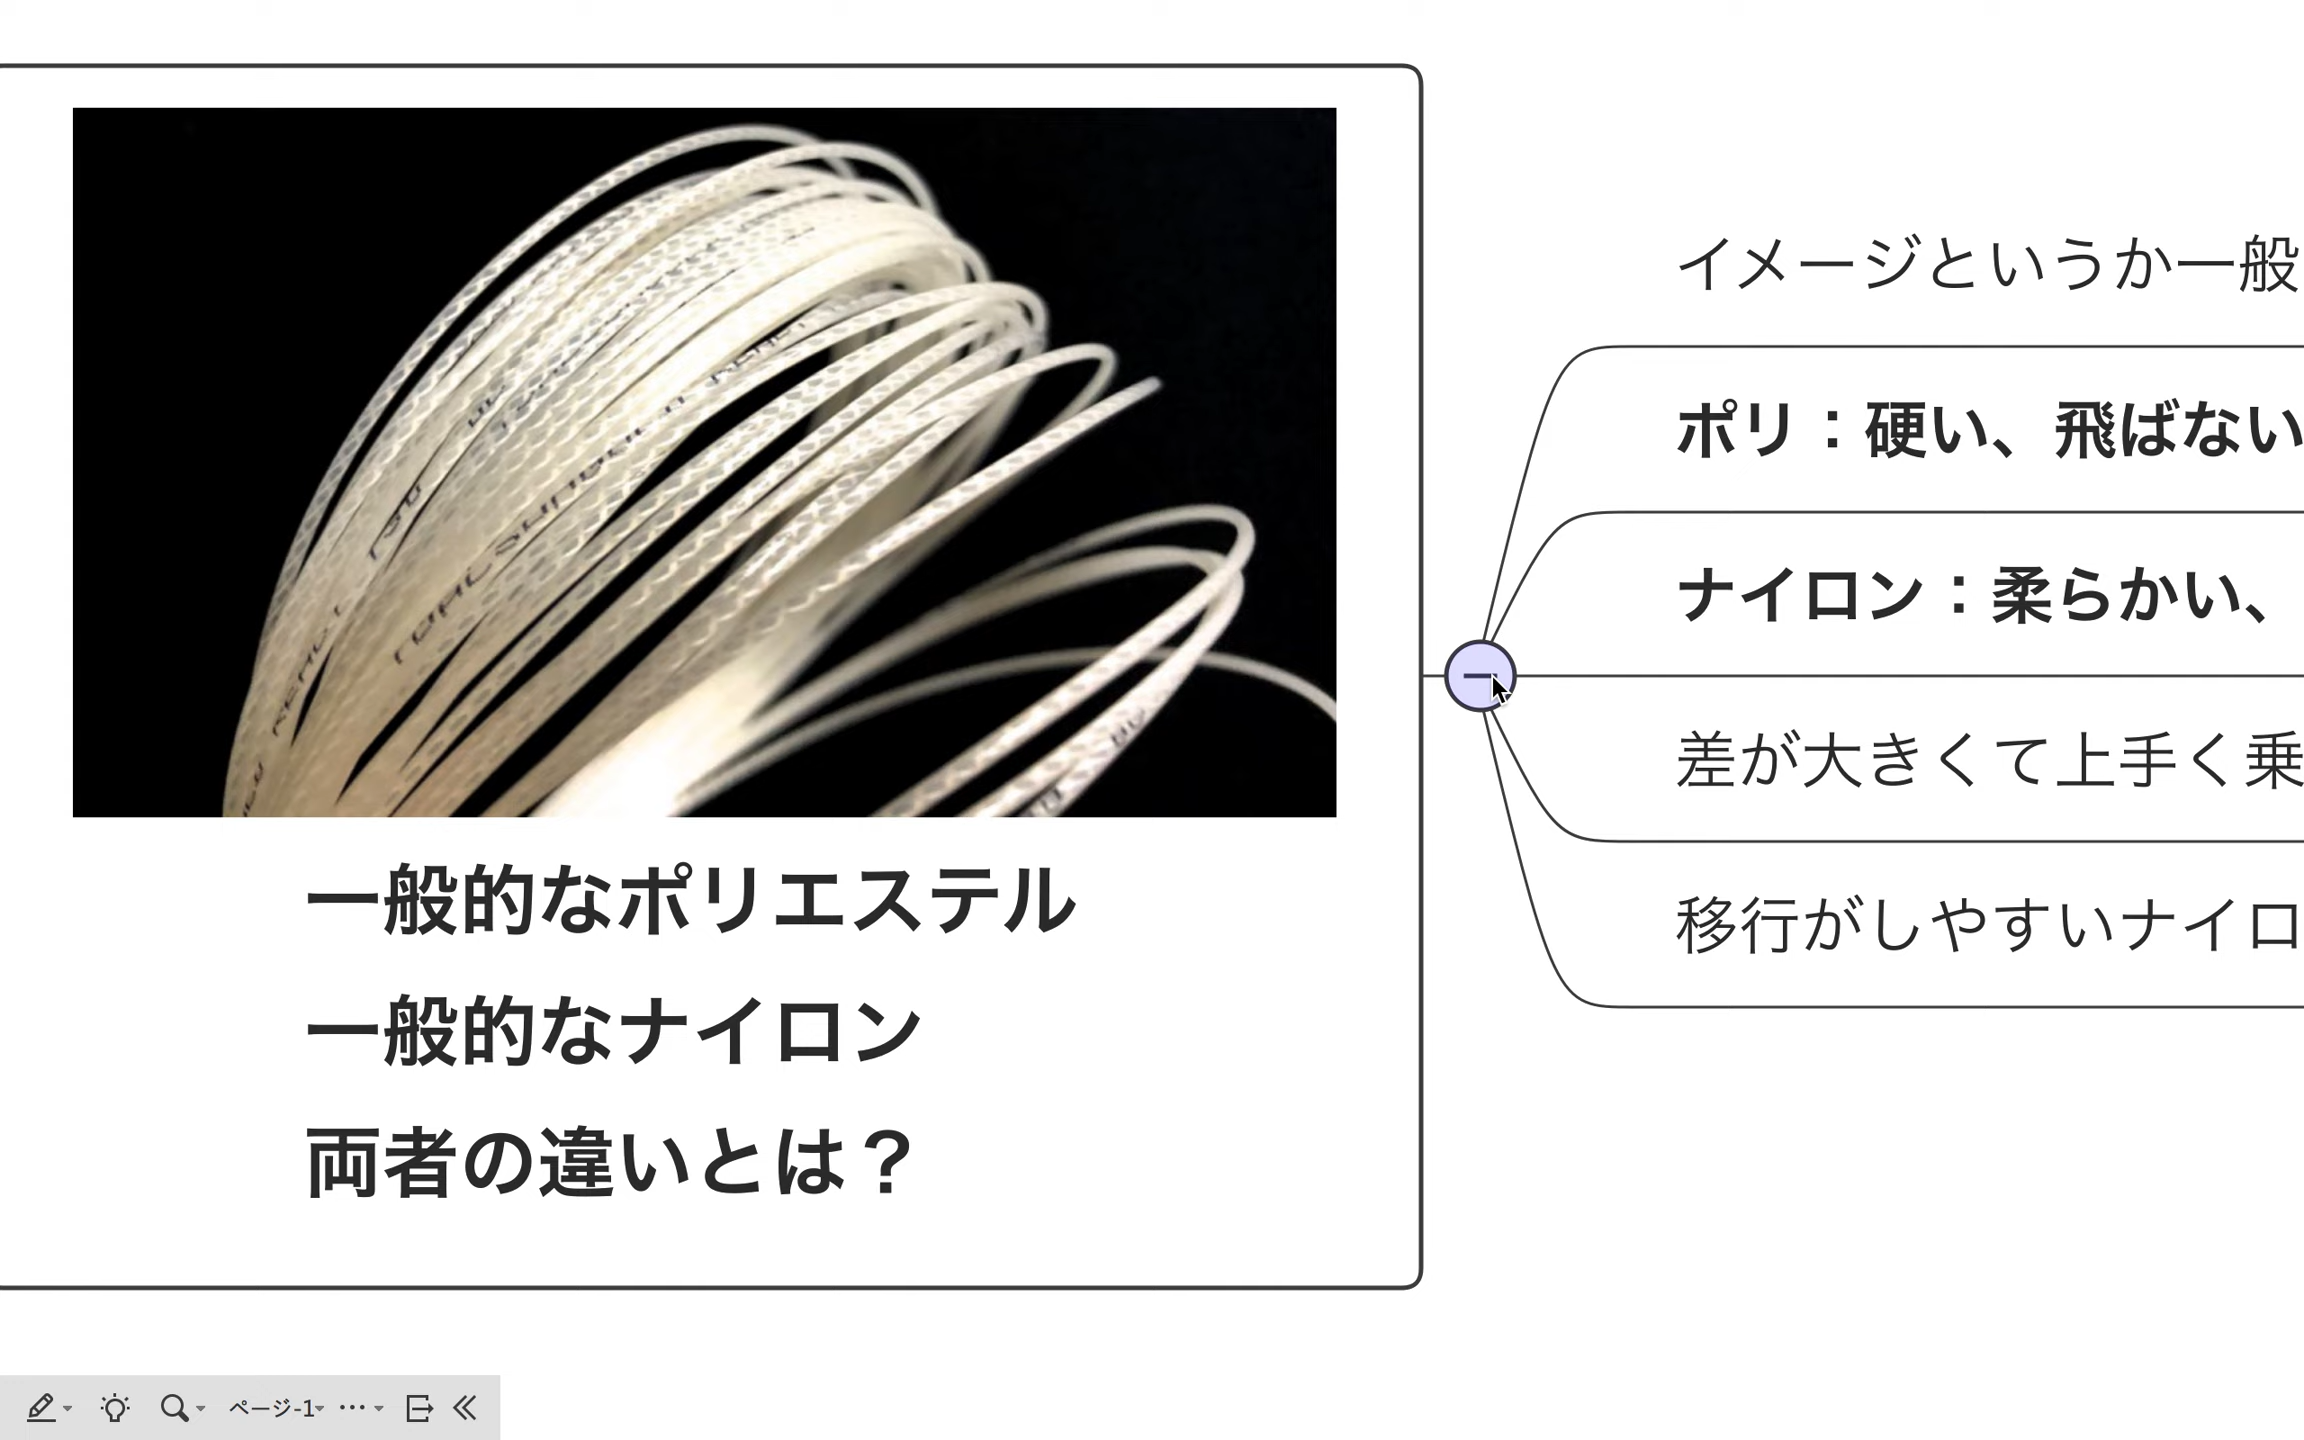 一般的なポリエステル
一般的なナイロン
両者の違いとは？
イメージというか一般
ポリ：硬い、飛ばない
ナイロン：柔らかい、
差が大きくて上手く乗
移行がしやすいナイロ
ページ-1